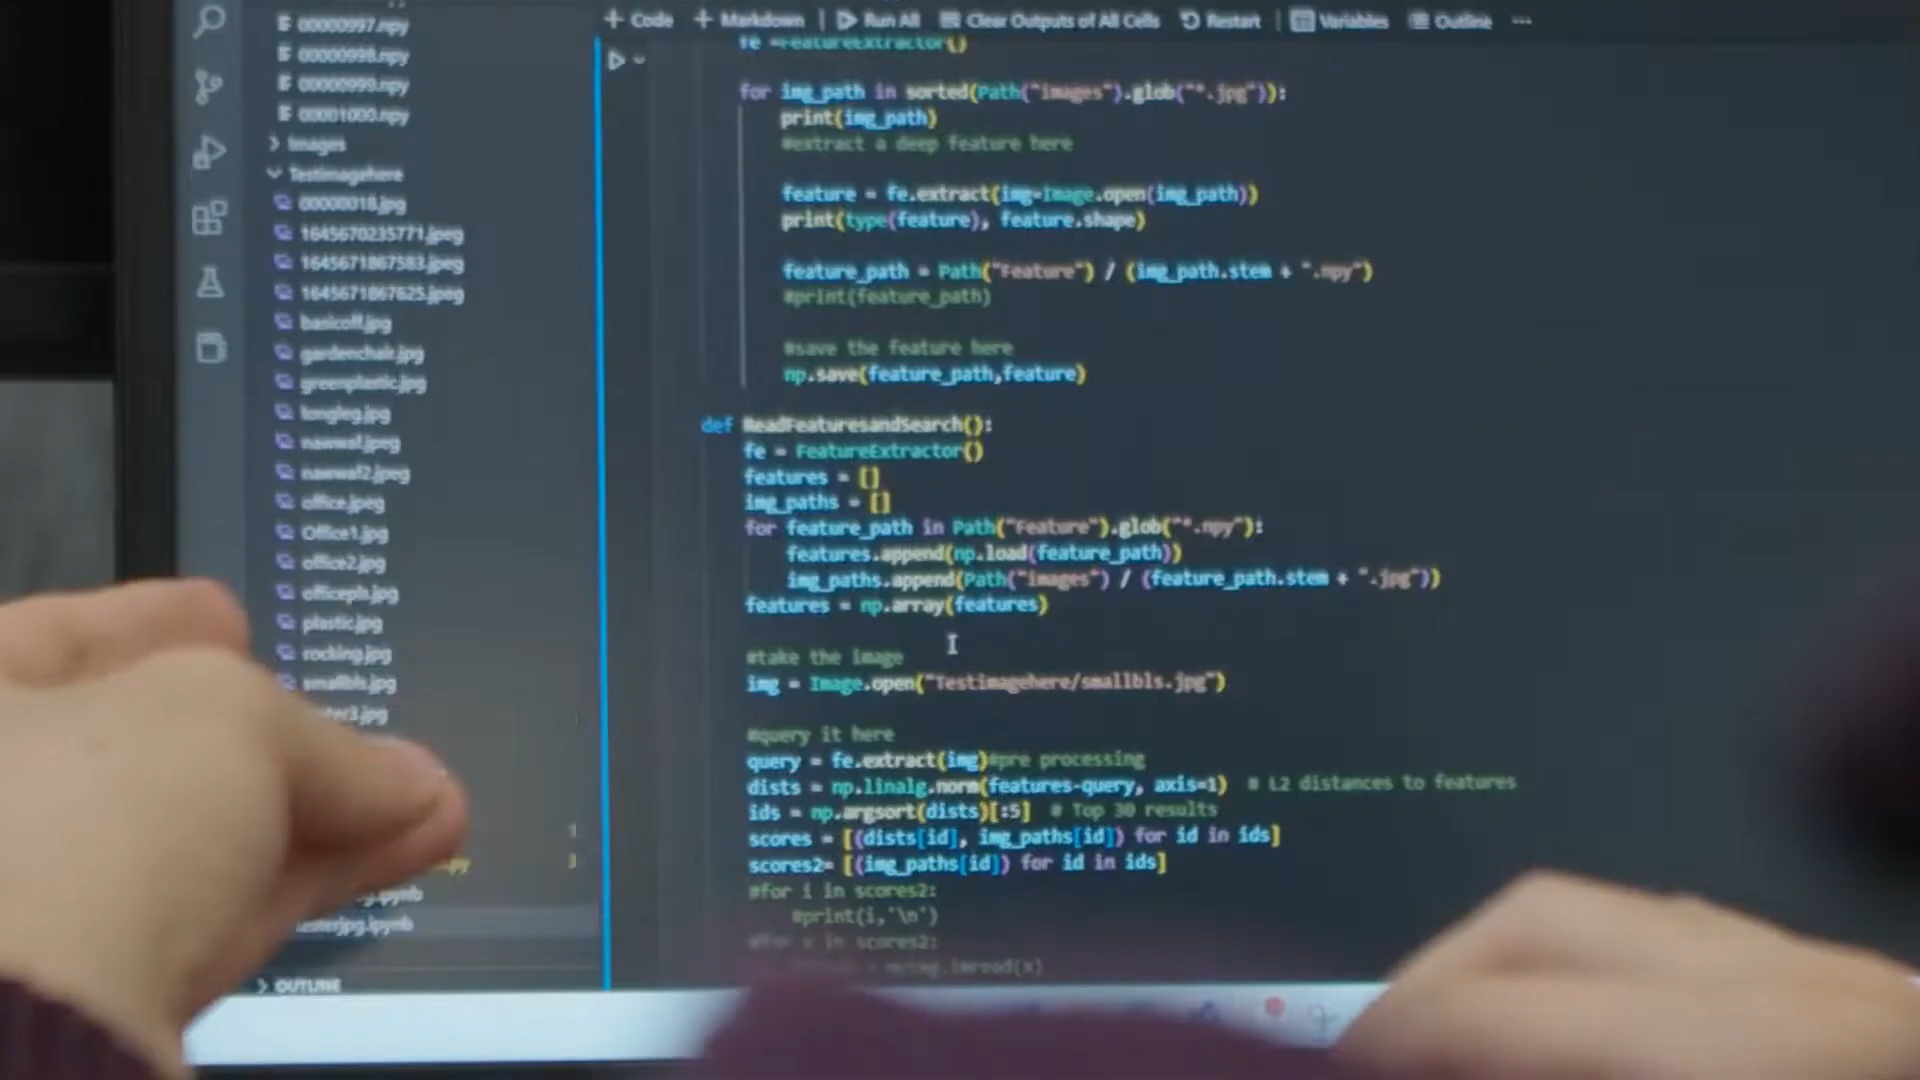 00000997.npy
00000998.npy
00000999.npy
00001000.npy
Images
Testimagehere
00000018.jpg
1645670235771.jpeg
1645671867583.jpeg
1645671867625.jpeg
basicoff.jpg
gardenchair.jpg
greenplastic.jpg
longleg.jpg
nawwaf.jpeg
nawwaf2.jpeg
office.jpeg
Office1.jpg
office2.jpg
officepls.jpg
plastic.jpg
rocking.jpg
smallbls.jpg
OUTLINE
+ Code + Markdown | Run All Clear Outputs of All Cells Restart | Variables Outline ...
fe =FeatureExtractor()
for img_path in sorted(Path("images").glob("*.jpg")):
print(img_path)
#extract a deep feature here
feature = fe.extract(img=Image.open(img_path))
print(type(feature), feature.shape)
feature_path = Path("Feature") / (img_path.stem + ".npy")
#print(feature_path)
#save the feature here
np.save(feature_path,feature)
def ReadFeaturesandSearch():
fe = FeatureExtractor()
features = []
img_paths = []
for feature_path in Path("Feature").glob("*.npy"):
features.append(np.load(feature_path))
img_paths.append(Path("images") / (feature_path.stem + ".jpg"))
features = np.array(features)
#take the image
img = Image.open("Testimagehere/smallbls.jpg")
#query it here
query = fe.extract(img)#pre processing
dists = np.linalg.norm(features-query, axis=1) # L2 distances to features
ids = np.argsort(dists)[:5] # Top 30 results
scores = [(dists[id], img_paths[id]) for id in ids]
scores2= [(img_paths[id]) for id in ids]
#for i in scores2:
#print(i,'\n')
#for x in scores2: